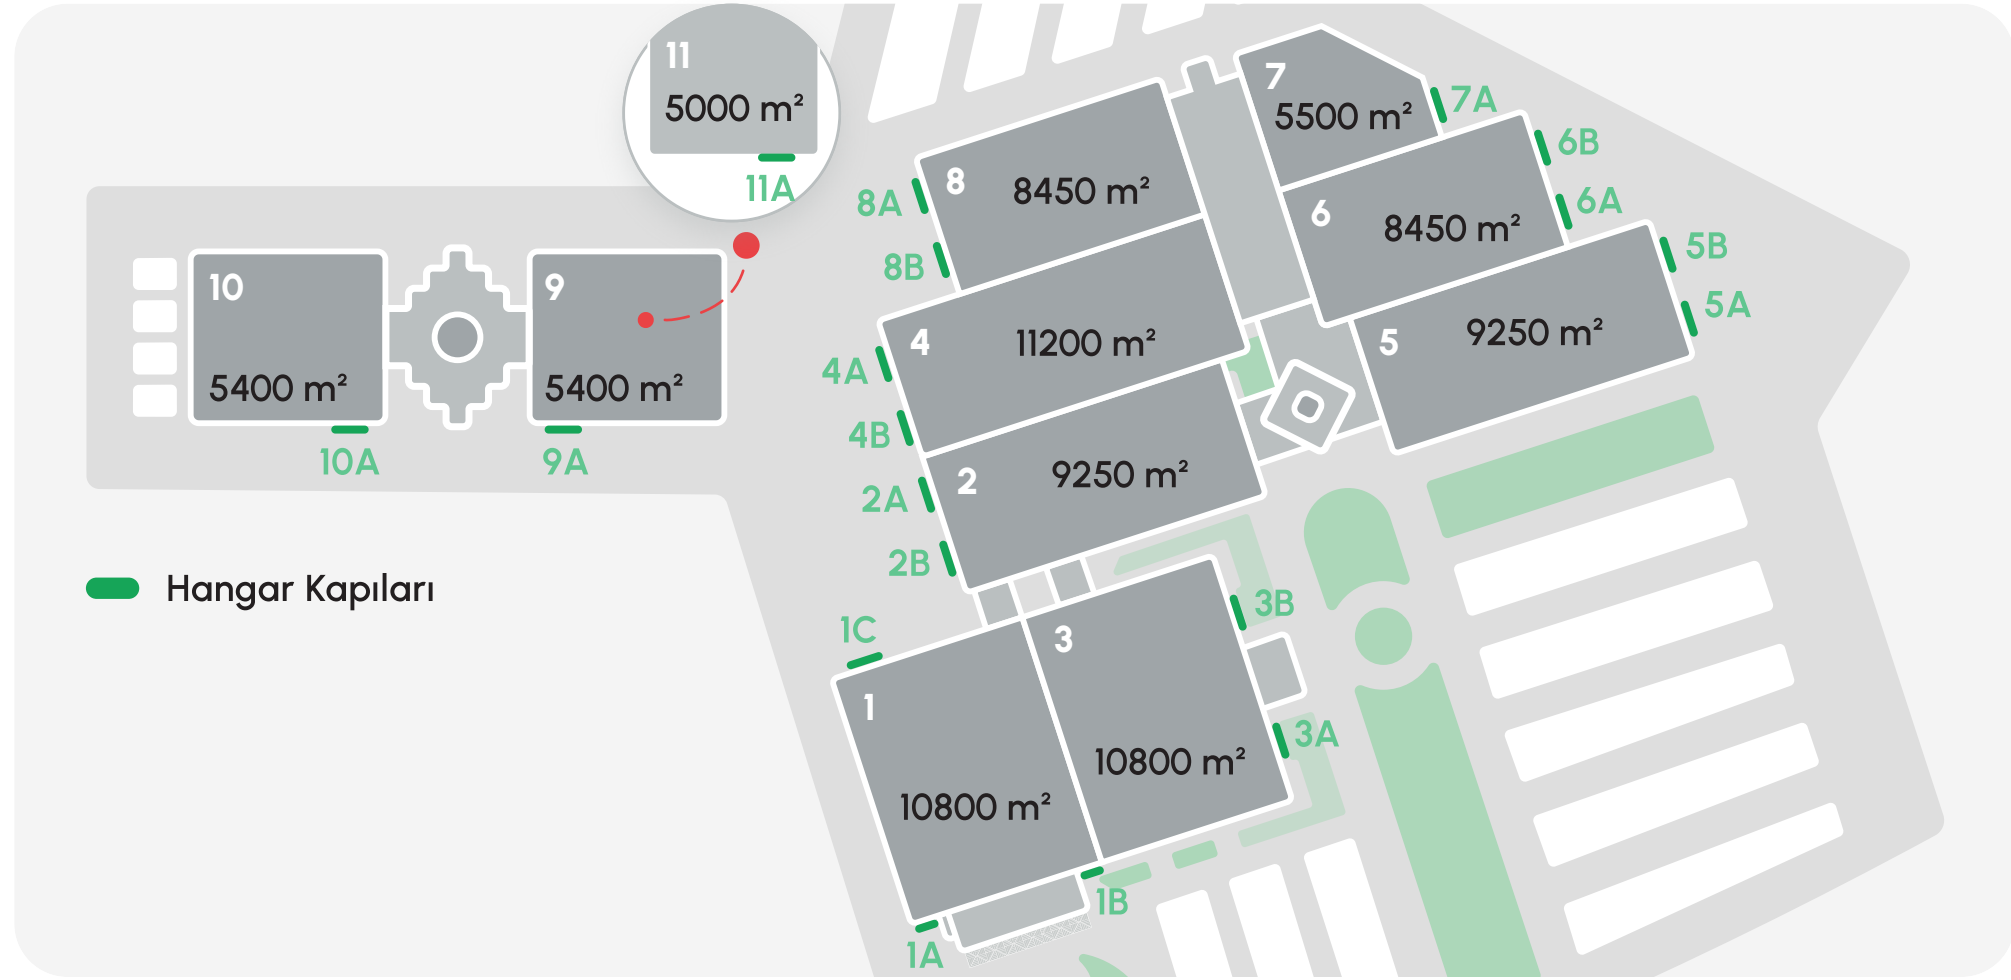 11
5000 m²
11A
7
5500 m²
7A
6B
8
8450 m²
8A
8B
6
8450 m²
6A
5B
5A
10
5400 m²
10A
9
5400 m²
9A
4
11200 m²
4A
4B
5
9250 m²
2
9250 m²
2A
2B
Hangar Kapıları
1C
3
10800 m²
3B
3A
1
10800 m²
1B
1A